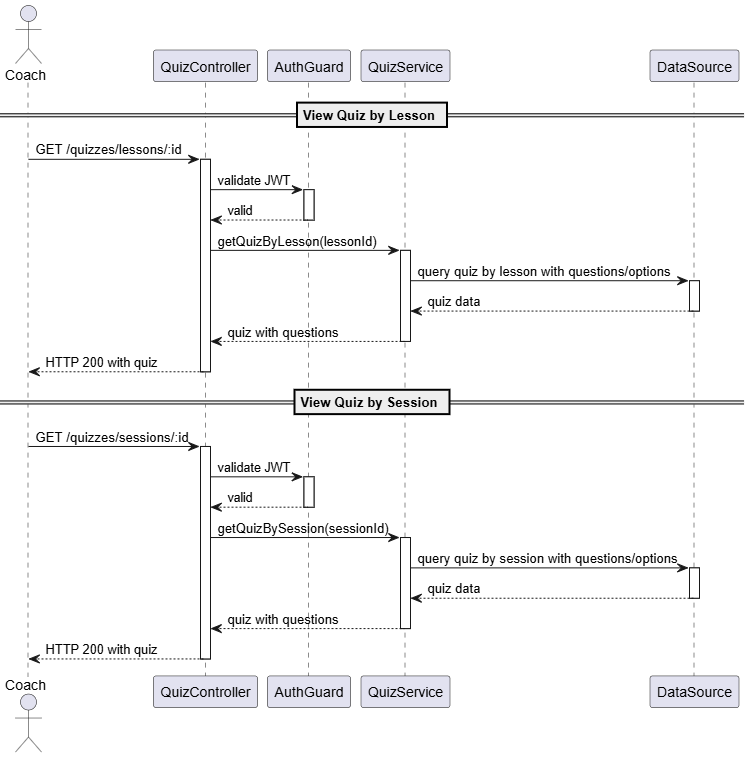 Coach
QuizController
AuthGuard
QuizService
DataSource
View Quiz by Lesson
GET /quizzes/lessons/:id
validate JWT
valid
getQuizByLesson(lessonId)
query quiz by lesson with questions/options
quiz data
quiz with questions
HTTP 200 with quiz
View Quiz by Session
GET /quizzes/sessions/:id
validate JWT
valid
getQuizBySession(sessionId)
query quiz by session with questions/options
quiz data
quiz with questions
HTTP 200 with quiz
Coach
QuizController
AuthGuard
QuizService
DataSource